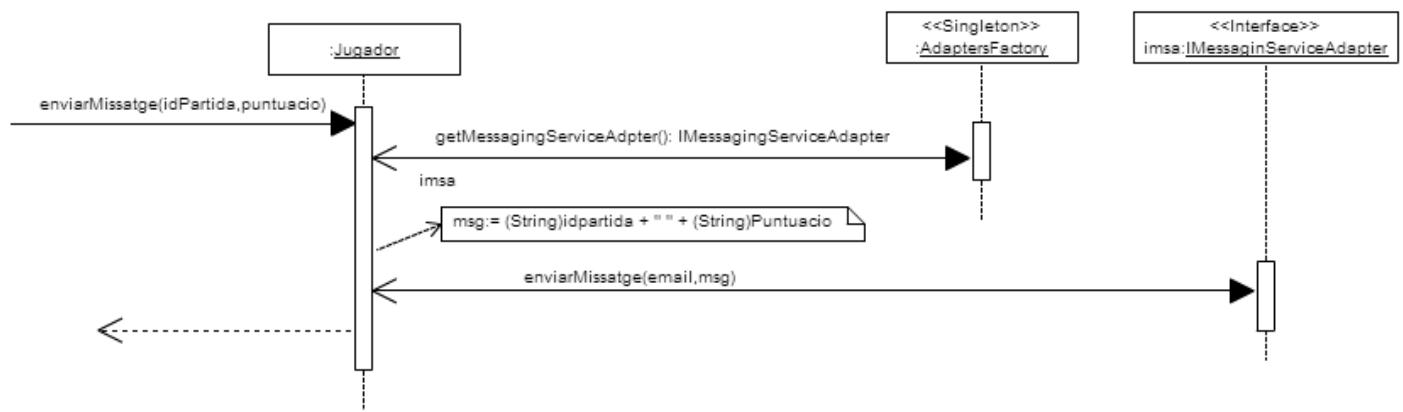 <<Singleton>>
:AdaptersFactory
<<Interface>>
imsa:IMessaginServiceAdapter
:Jugador
enviarMissatge(idPartida,puntuacio)
getMessagingServiceAdpter(): IMessagingServiceAdapter
imsa
msg:= (String)idpartida + " " + (String)Puntuacio
enviarMissatge(email,msg)